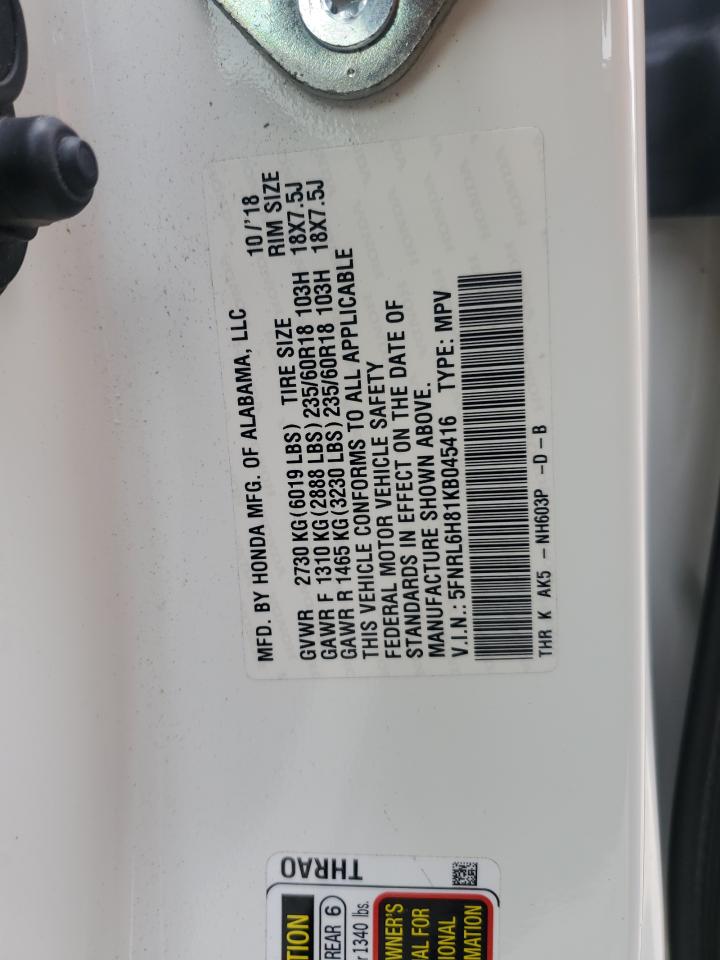 MFD. BY HONDA MFG. OF ALABAMA, LLC 10/'18
GVWR 2730 KG(6019 LBS) TIRE SIZE RIM SIZE
GAWR F 1310 KG(2888 LBS)235/60R18 103H 18X7.5J
GAWR R 1465 KG(3230 LBS)235/60R18 103H 18X7.5J
THIS VEHICLE CONFORMS TO ALL APPLICABLE
FEDERAL MOTOR VEHICLE SAFETY
STANDARDS IN EFFECT ON THE DATE OF
MANUFACTURE SHOWN ABOVE.
V.I.N.:5FNRL6H81KB045416 TYPE: MPV
THR K AK5 - NH603P -D-B
THRA0
REAR 6
1340 lbs.